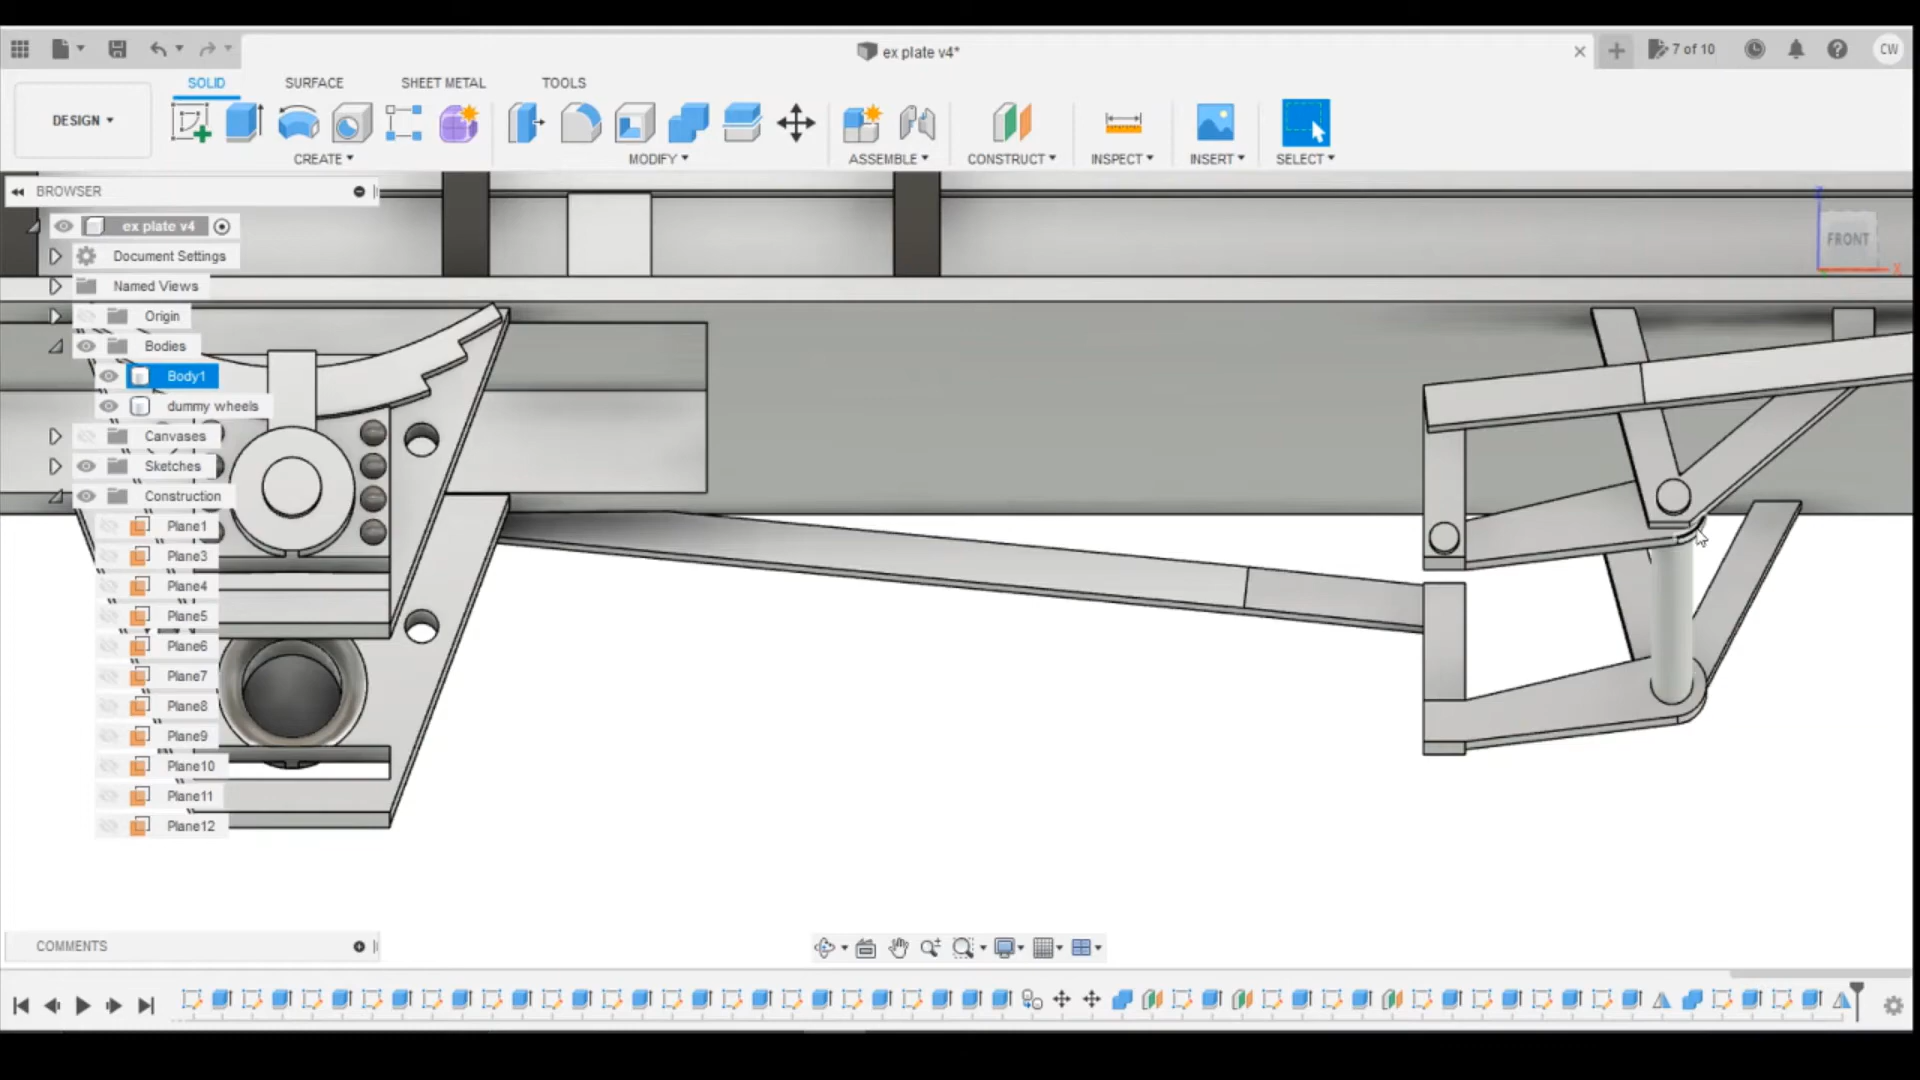 ex plate v4*
7 of 10
CW
SOLID
SURFACE
SHEET METAL
TOOLS
DESIGN
CREATE
MODIFY
ASSEMBLE
CONSTRUCT
INSPECT
INSERT
SELECT
BROWSER
ex plate v4
Document Settings
Named Views
Origin
Bodies
Body1
dummy wheels
Canvases
Sketches
Construction
Plane1
Plane3
Plane4
Plane5
Plane6
Plane7
Plane8
Plane9
Plane10
Plane11
Plane12
FRONT
X
COMMENTS